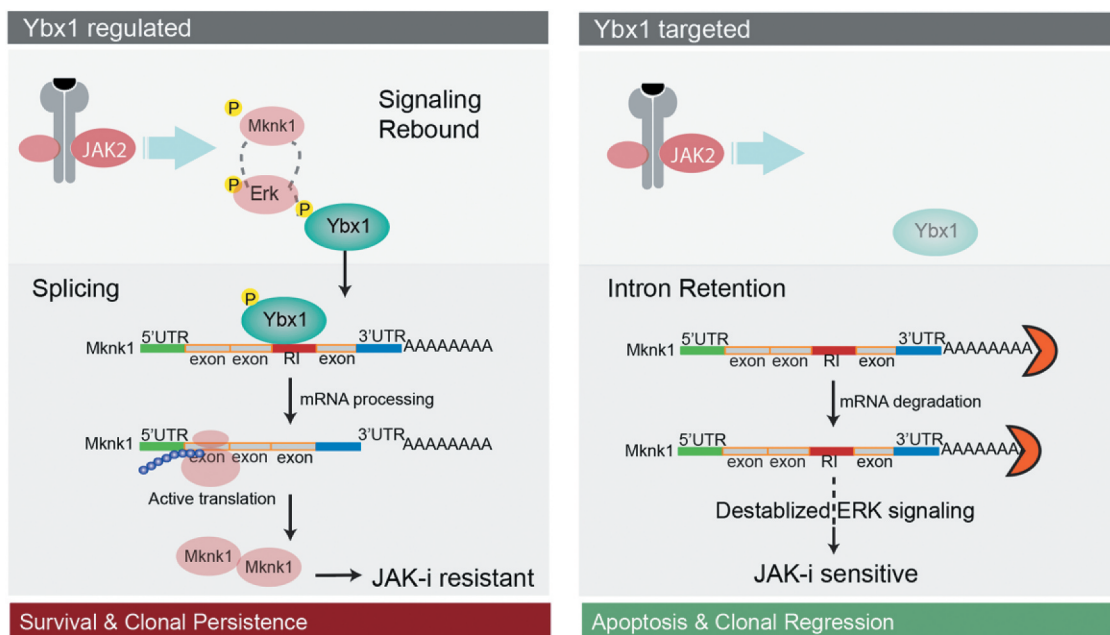 Ybx1 regulated
JAK2
P
Mknk1
Signaling
Rebound
P
Erk
P
Ybx1
Splicing
P
Ybx1
Mknk1
5'UTR
exon
exon
RI
exon
3'UTR
AAAAAAAA
mRNA processing
Mknk1
5'UTR
exon
exon
exon
3'UTR
AAAAAAAA
Active translation
Mknk1
Mknk1
JAK-i resistant
Survival & Clonal Persistence
Ybx1 targeted
JAK2
Ybx1
Intron Retention
Mknk1
5'UTR
exon
exon
RI
exon
3'UTR
AAAAAAAA
mRNA degradation
Mknk1
5'UTR
exon
exon
RI
exon
3'UTR
AAAAAAA
Destablized ERK signaling
JAK-i sensitive
Apoptosis & Clonal Regression